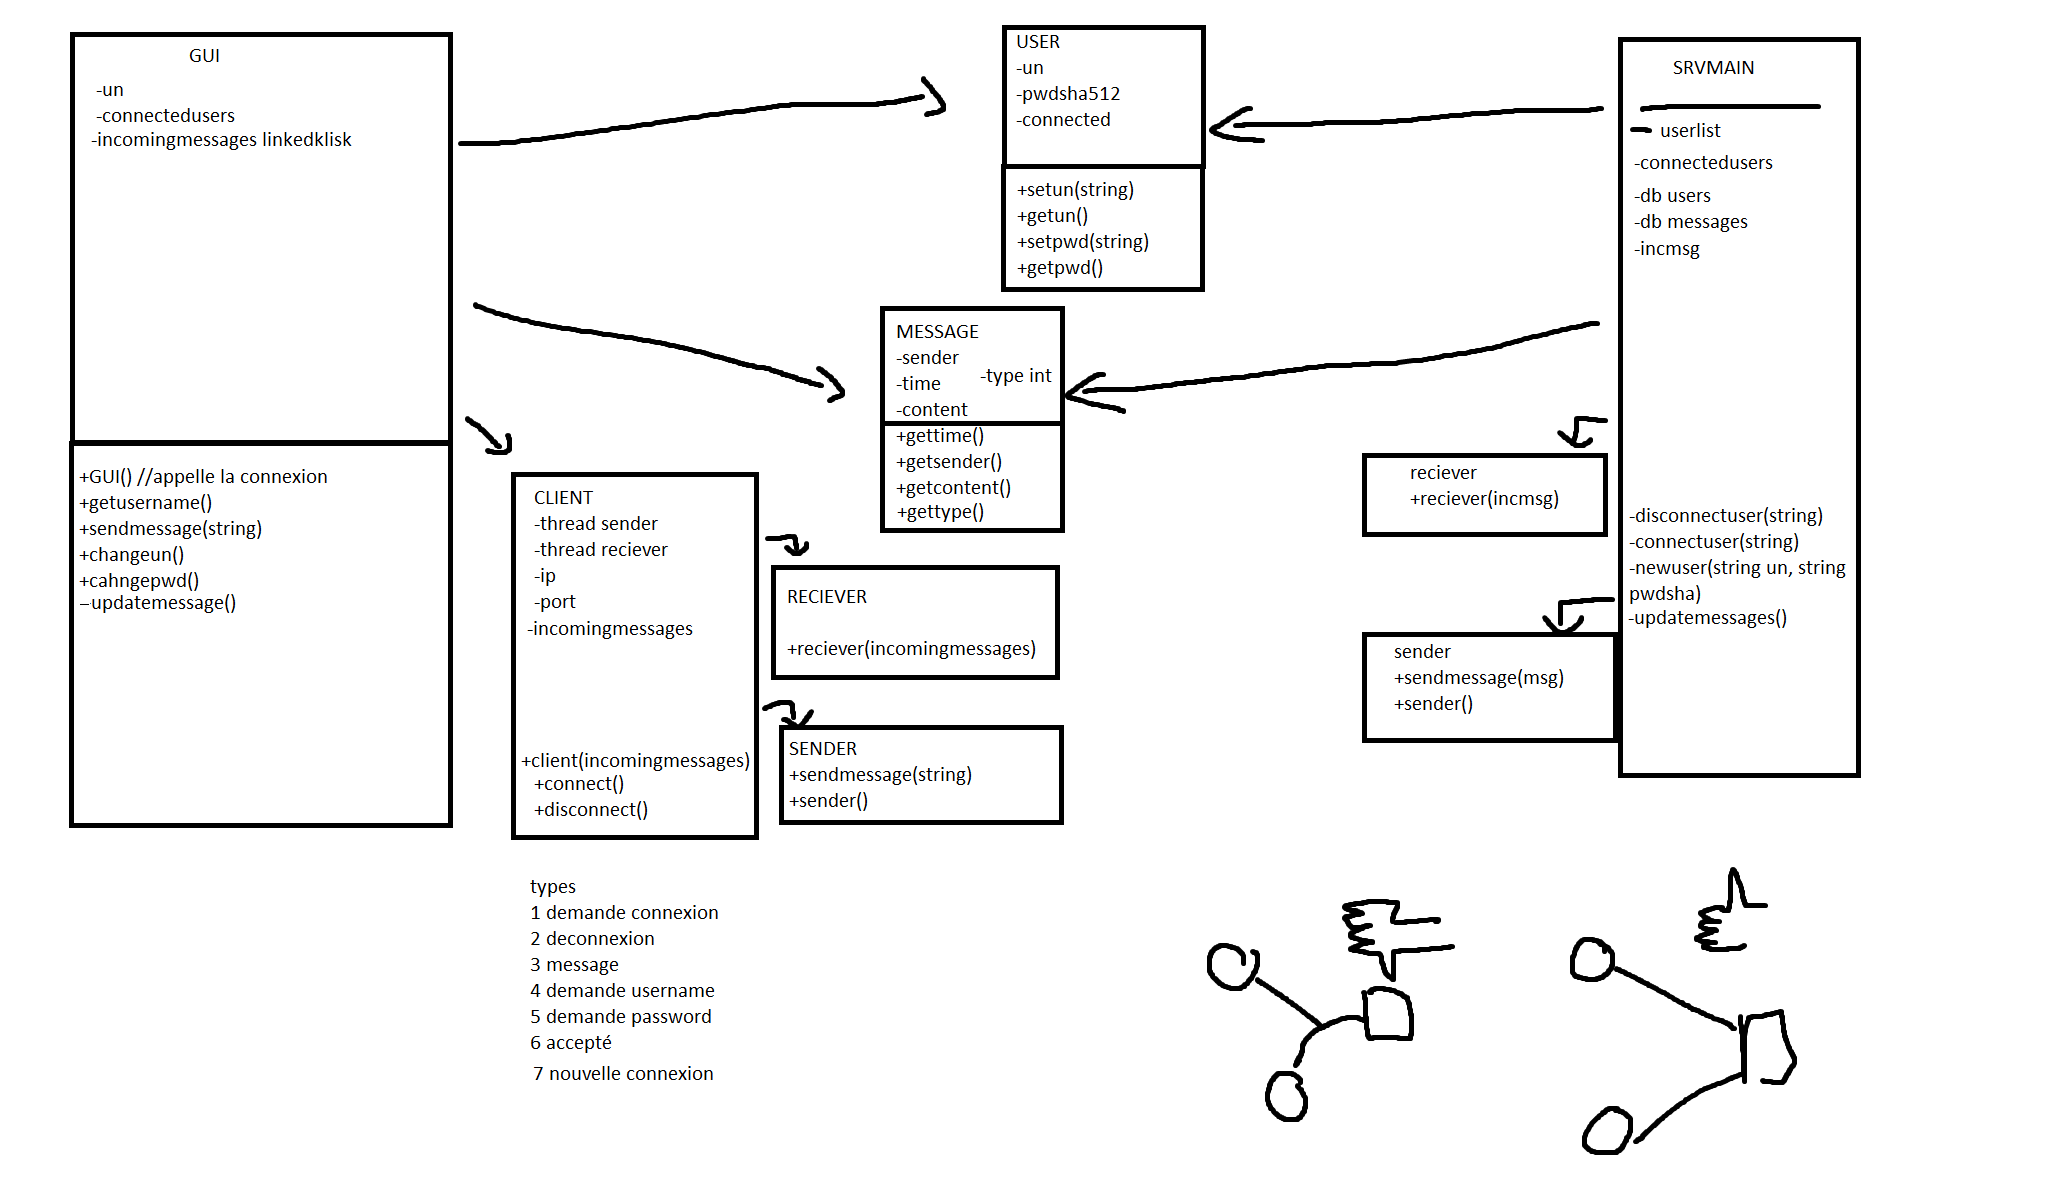 GUI
-un
-connectedusers
-incomingmessages linkedklisk
+GUI() //appelle la connexion
+getusername()
+sendmessage(string)
+changeun()
+cahngepwd()
-updatemessage()
CLIENT
-thread sender
-thread reciever
-ip
-port
-incomingmessages
+client(incomingmessages)
+connect()
+disconnect()
RECIEVER
+reciever(incomingmessages)
SENDER
+sendmessage(string)
+sender()
USER
-un
-pwdsha512
-connected
+setun(string)
+getun()
+setpwd(string)
+getpwd()
MESSAGE
-sender
-time
-type int
-content
+gettime()
+getsender()
+getcontent()
+gettype()
SRVMAIN
- userlist
-connectedusers
-db users
-db messages
-incmsg
-disconnectuser(string)
-connectuser(string)
-newuser(string un, string
pwdsha)
-updatemessages()
reciever
+reciever(incmsg)
sender
+sendmessage(msg)
+sender()
types
1 demande connexion
2 deconnexion
3 message
4 demande username
5 demande password
6 accepté
7 nouvelle connexion